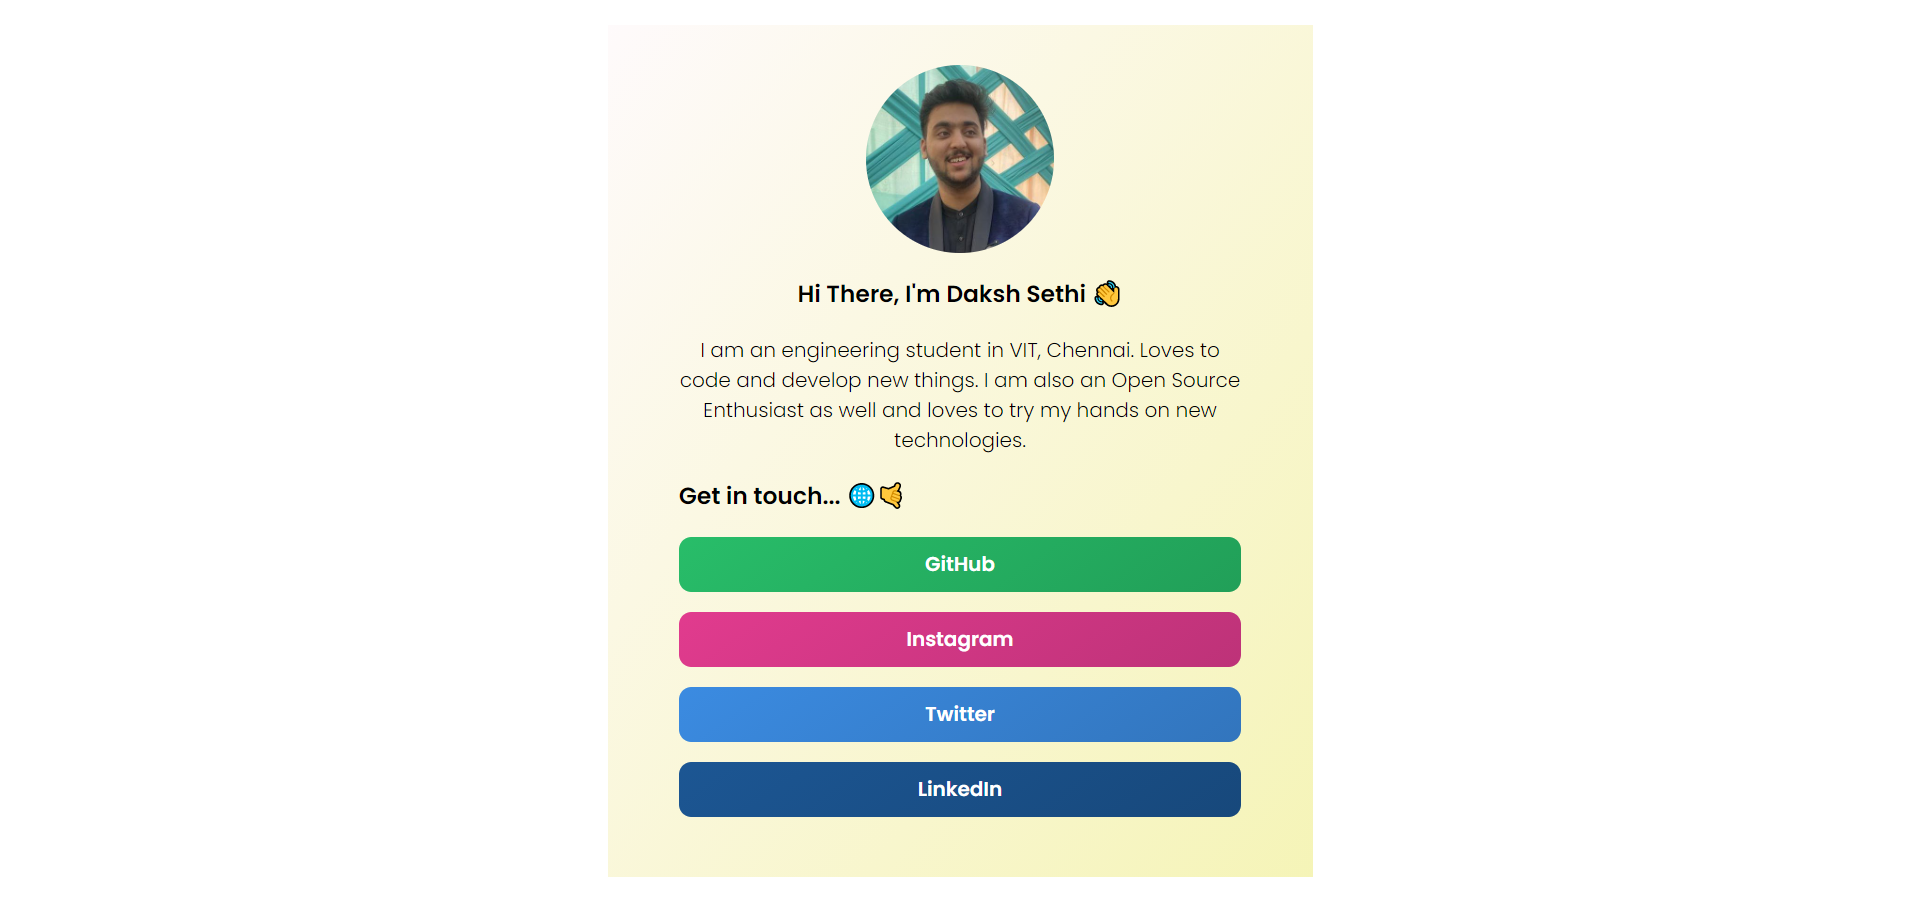 Hi There, I'm Daksh Sethi 👋
I am an engineering student in VIT, Chennai. Loves to
code and develop new things. I am also an Open Source
Enthusiast as well and loves to try my hands on new
technologies.
Get in touch... 🌐🤙
GitHub
Instagram
Twitter
LinkedIn